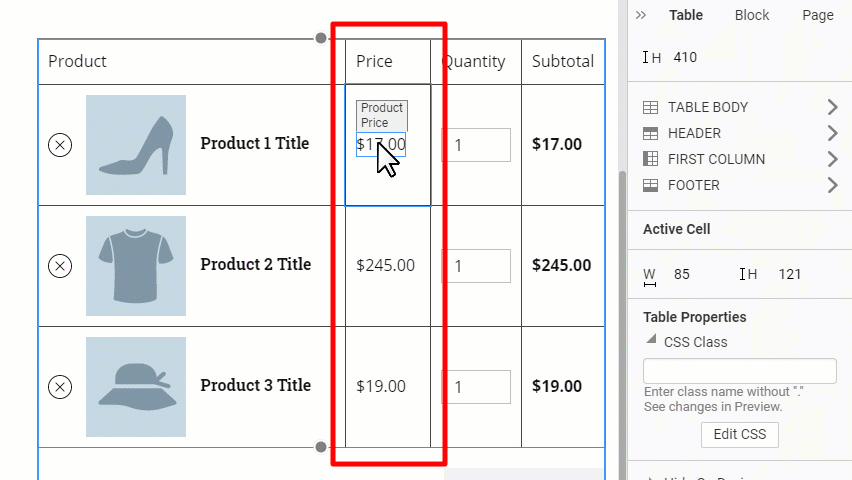 Table Block Page
H 410
Product Price Quantity Subtotal
TABLE BODY
HEADER
FIRST COLUMN
FOOTER
Product
Price
Product 1 Title $17.00 1 $17.00
Active Cell
W 85 H 121
Product 2 Title $245.00 1 $245.00
Table Properties
CSS Class
Enter class name without "."
See changes in Preview.
Edit CSS
Product 3 Title $19.00 1 $19.00